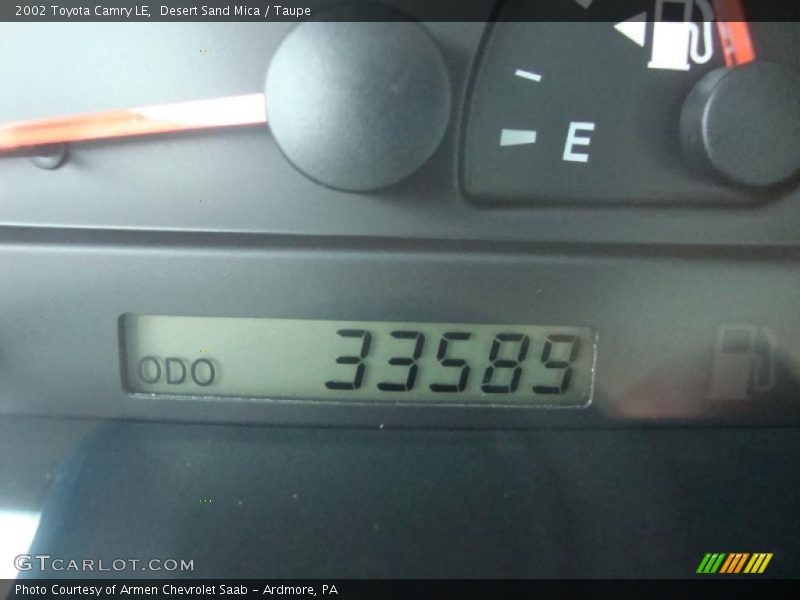 2002 Toyota Camry LE, Desert Sand Mica / Taupe
E
ODO 33589
GTCARLOT.COM
Photo Courtesy of Armen Chevrolet Saab - Ardmore, PA